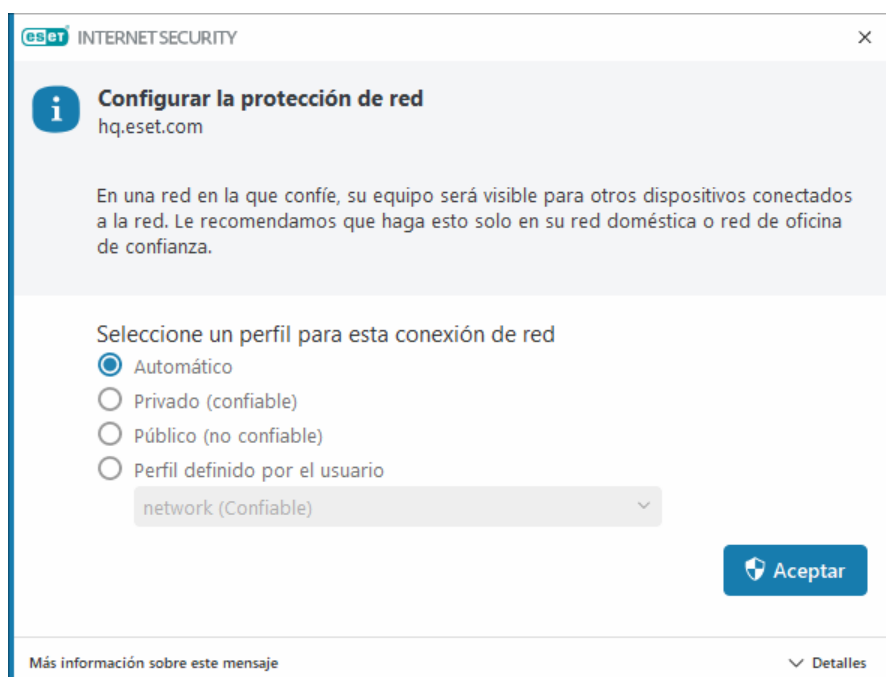 eset INTERNET SECURITY
Configurar la protección de red
hq.eset.com
En una red en la que confíe, su equipo será visible para otros dispositivos conectados
a la red. Le recomendamos que haga esto solo en su red doméstica o red de oficina
de confianza.
Seleccione un perfil para esta conexión de red
Automático
Privado (confiable)
Público (no confiable)
Perfil definido por el usuario
network (Confiable)
Aceptar
Más información sobre este mensaje
Detalles